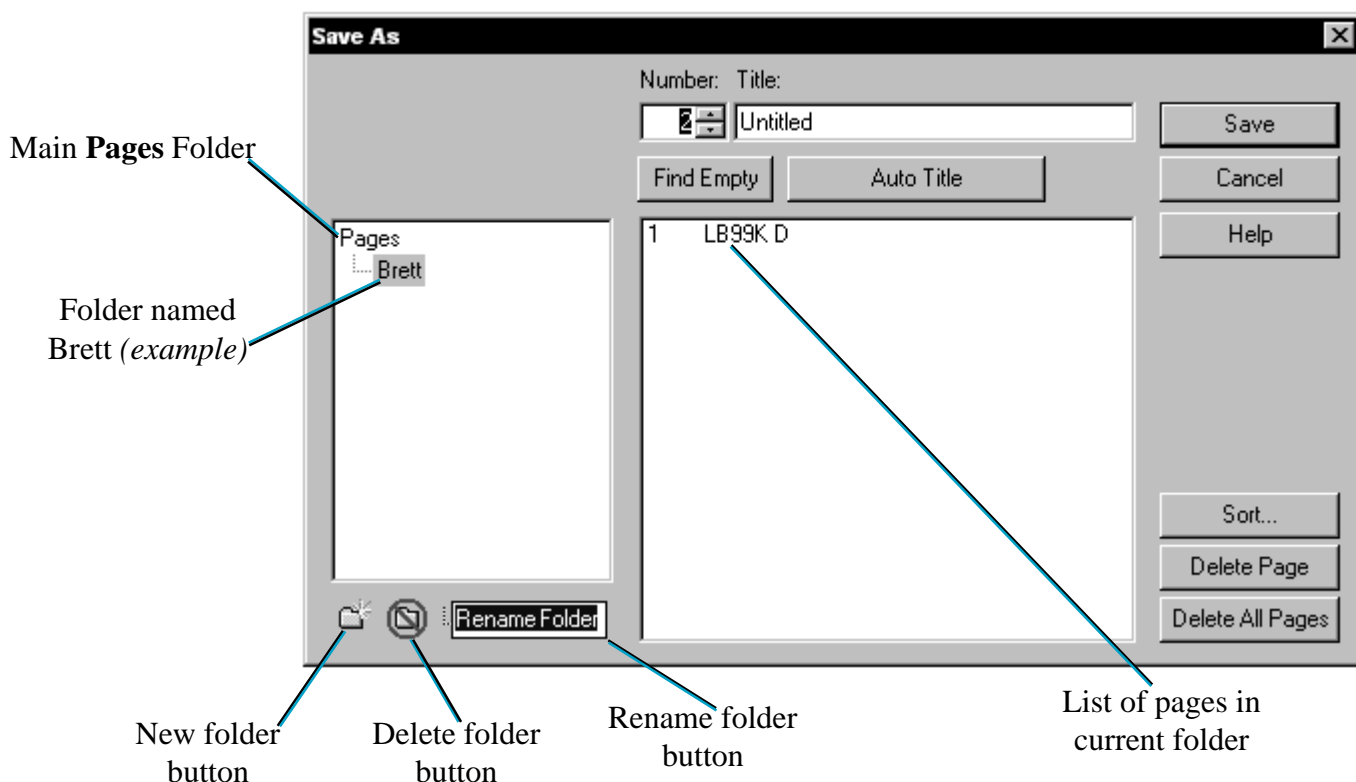 Save As
Number: Title:
2 Untitled
Save
Find Empty
Auto Title
Cancel
Help
Main Pages Folder
Pages
Brett
Folder named
Brett (example)
1 LB99K D
Sort...
Delete Page
Delete All Pages
Rename Folder
New folder
button
Delete folder
button
Rename folder
button
List of pages in
current folder